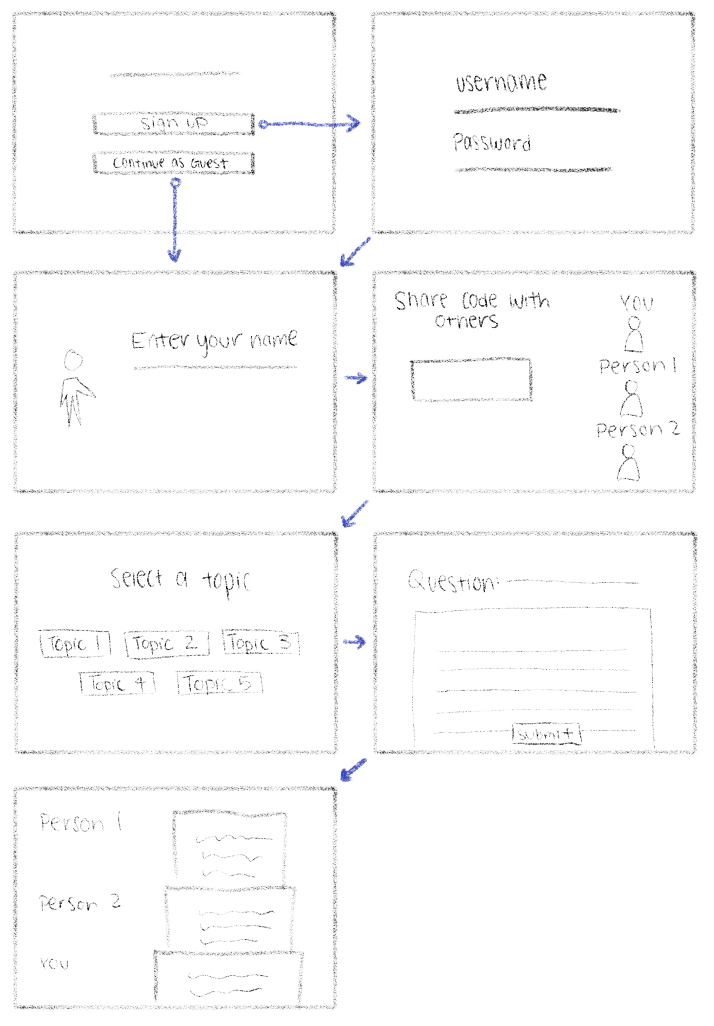 Sign up
Continue as Guest
Username
Password
Enter your name
Share code with
others
You
Person 1
Person 2
Select a topic
Topic 1 Topic 2 Topic 3
Topic 4 Topic 5
Question:
Submit
Person 1
Person 2
You